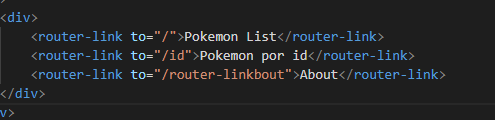 <div>
<router-link to="/">Pokemon List</router-link>
<router-link to="/id">Pokemon por id</router-link>
<router-link to="/router-linkbout">About</router-link>
</div>
v>